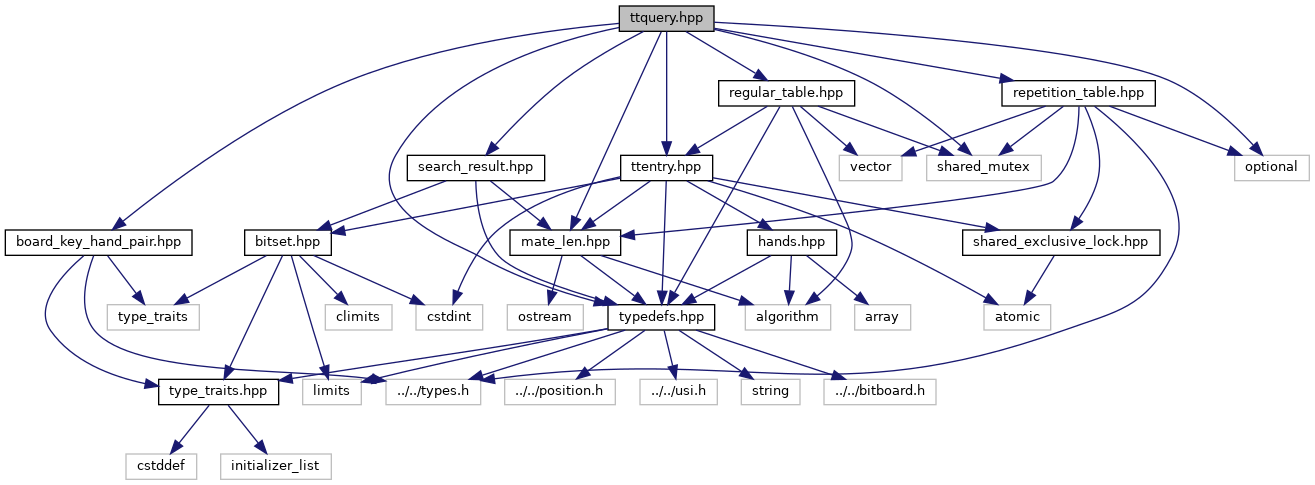 ttquery.hpp
regular_table.hpp
repetition_table.hpp
search_result.hpp
ttentry.hpp
vector
shared_mutex
optional
board_key_hand_pair.hpp
bitset.hpp
mate_len.hpp
hands.hpp
shared_exclusive_lock.hpp
type_traits
climits
cstdint
ostream
typedefs.hpp
algorithm
array
atomic
type_traits.hpp
limits
../../types.h
../../position.h
../../usi.h
string
../../bitboard.h
cstddef
initializer_list